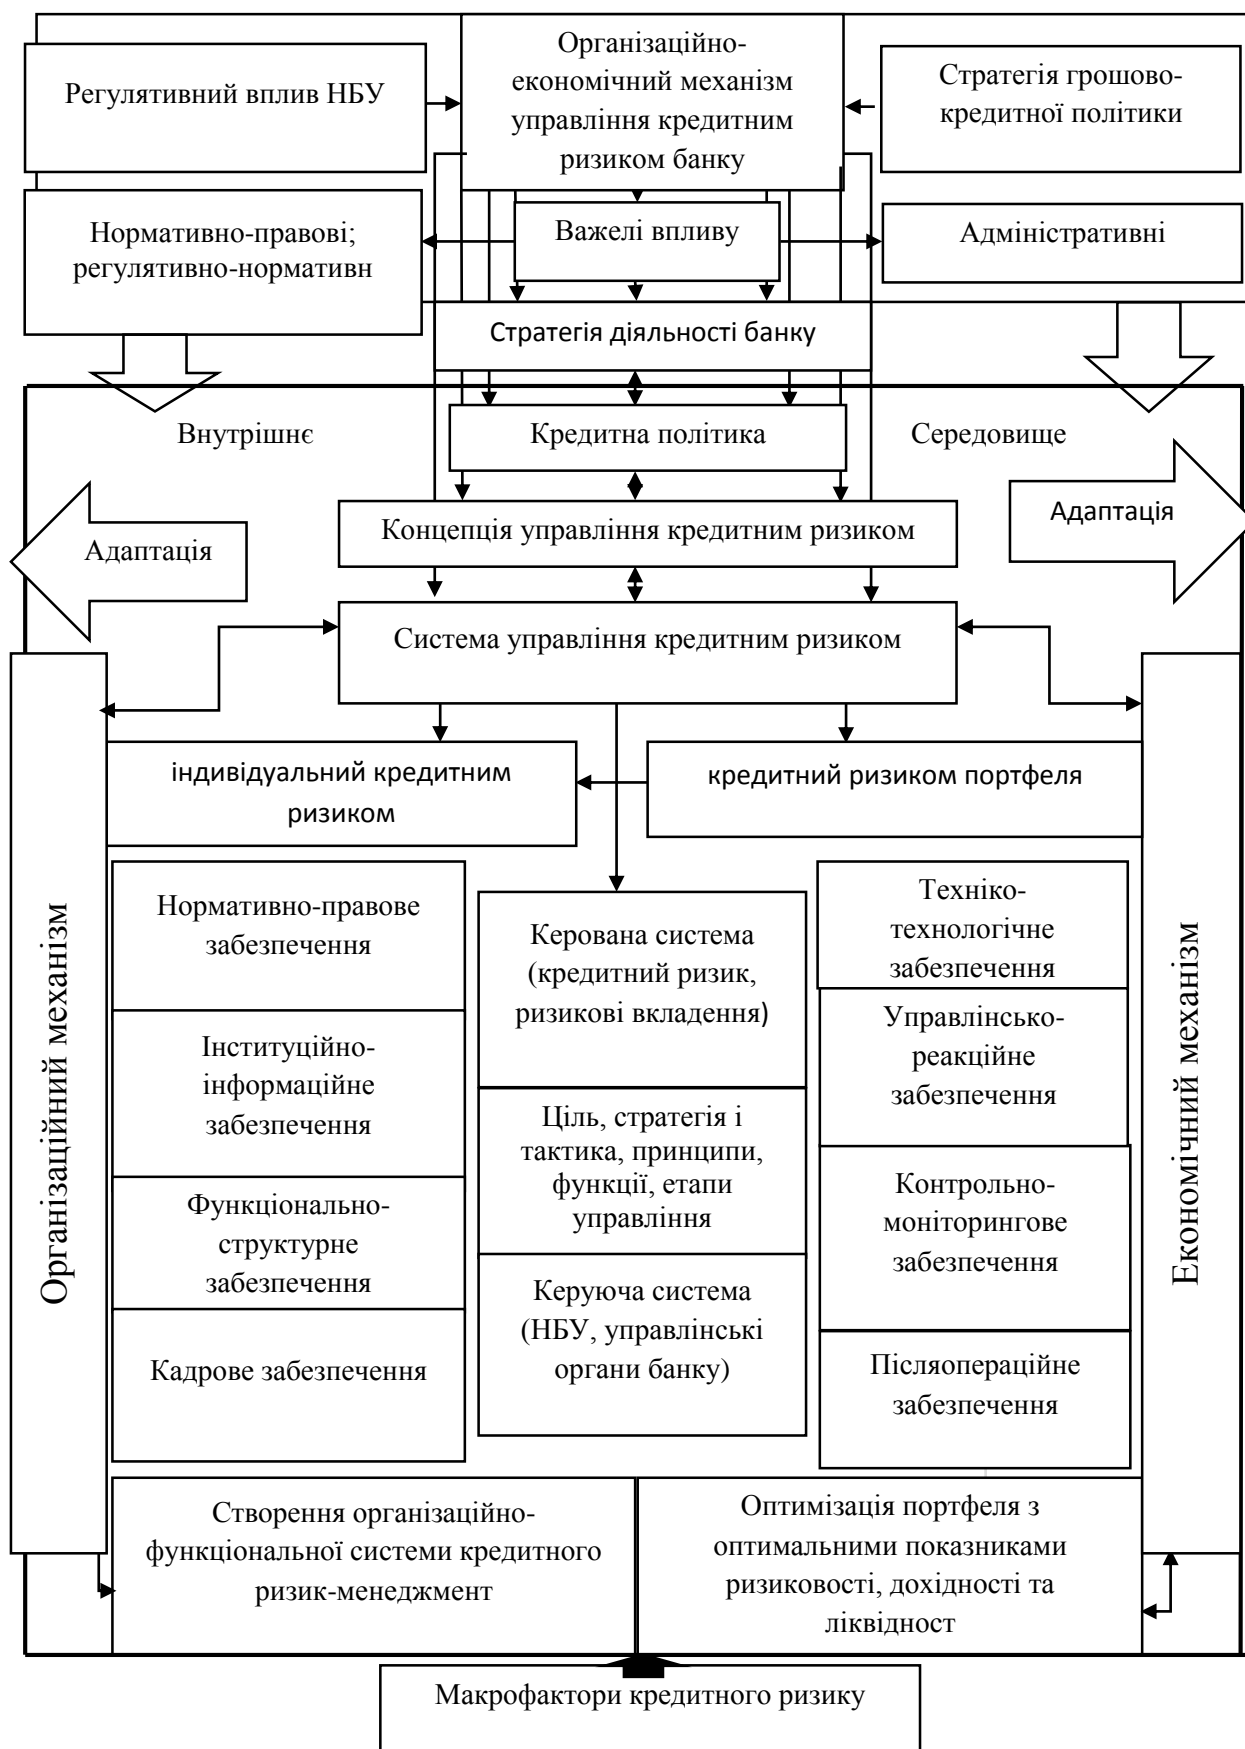 Регулятивний вплив НБУ
Організаційно-
економічний механізм
управління кредитним
ризиком банку
Стратегія грошово-
кредитної політики
Нормативно-правові;
регулятивно-нормативн
Важелі впливу
Адміністративні
Стратегія діяльності банку
Внутрішнє
Кредитна політика
Середовище
Адаптація
Концепція управління кредитним ризиком
Адаптація
Система управління кредитним ризиком
індивідуальний кредитним
ризиком
кредитний ризиком портфеля
Організаційний механізм
Нормативно-правове
забезпечення
Інституційно-
інформаційне
забезпечення
Функціонально-
структурне
забезпечення
Кадрове забезпечення
Керована система
(кредитний ризик,
ризикові вкладення)
Ціль, стратегія і
тактика, принципи,
функції, етапи
управління
Керуюча система
(НБУ, управлінські
органи банку)
Техніко-
технологічне
забезпечення
Управлінсько-
реакційне
забезпечення
Контрольно-
моніторингове
забезпечення
Післяопераційне
забезпечення
Економічний механізм
Створення організаційно-
функціональної системи кредитного
ризик-менеджмент
Оптимізація портфеля з
оптимальними показниками
ризиковості, дохідності та
ліквідност
Макрофактори кредитного ризику